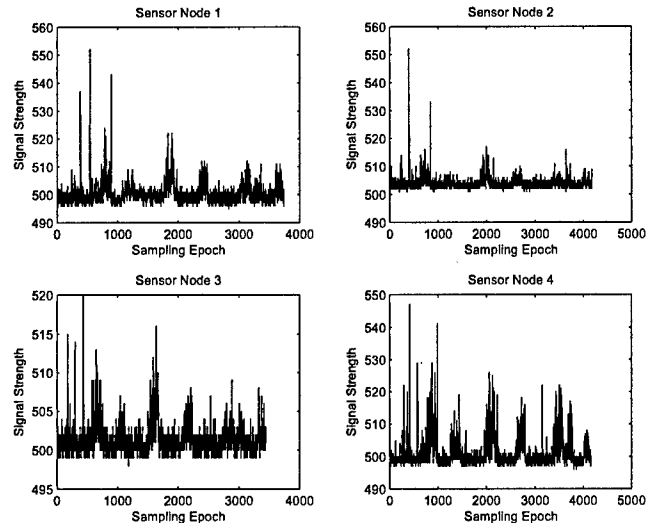 Sensor Node 1
560
550
540
530
520
510
500
490
Signal Strength
0 1000 2000 3000 4000
Sampling Epoch
Sensor Node 2
560
550
540
530
520
510
500
490
Signal Strength
0 1000 2000 3000 4000 5000
Sampling Epoch
Sensor Node 3
520
515
510
505
500
495
Signal Strength
0 1000 2000 3000 4000
Sampling Epoch
Sensor Node 4
550
540
530
520
510
500
490
Signal Strength
0 1000 2000 3000 4000 5000
Sampling Epoch